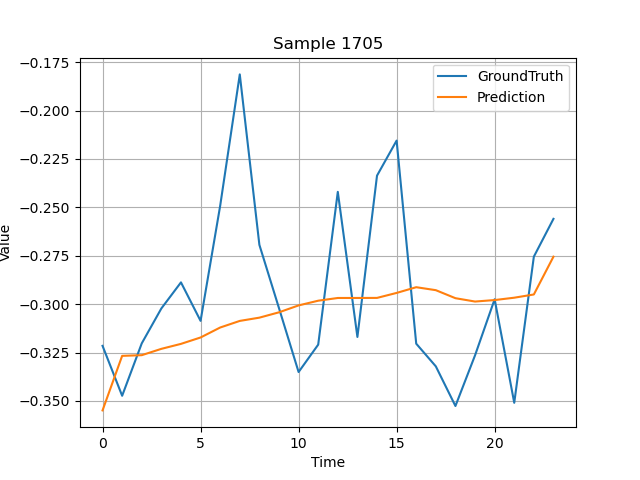 Sample 1705
GroundTruth
Prediction
−0.175
−0.200
−0.225
−0.250
−0.275
−0.300
−0.325
−0.350
Value
0 5 10 15 20
Time